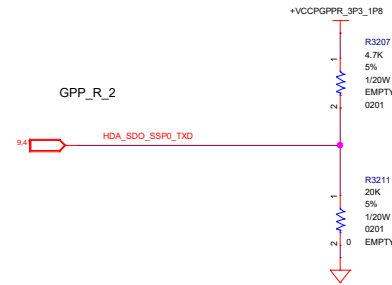 +VCCPGPPR_3P3_1P8
R3207
4.7K
5%
1/20W
EMPTY
0201
1
2
GPP_R_2
9,4
HDA_SDO_SSP0_TXD
R3211
20K
5%
1/20W
0201
EMPTY
1
2
0